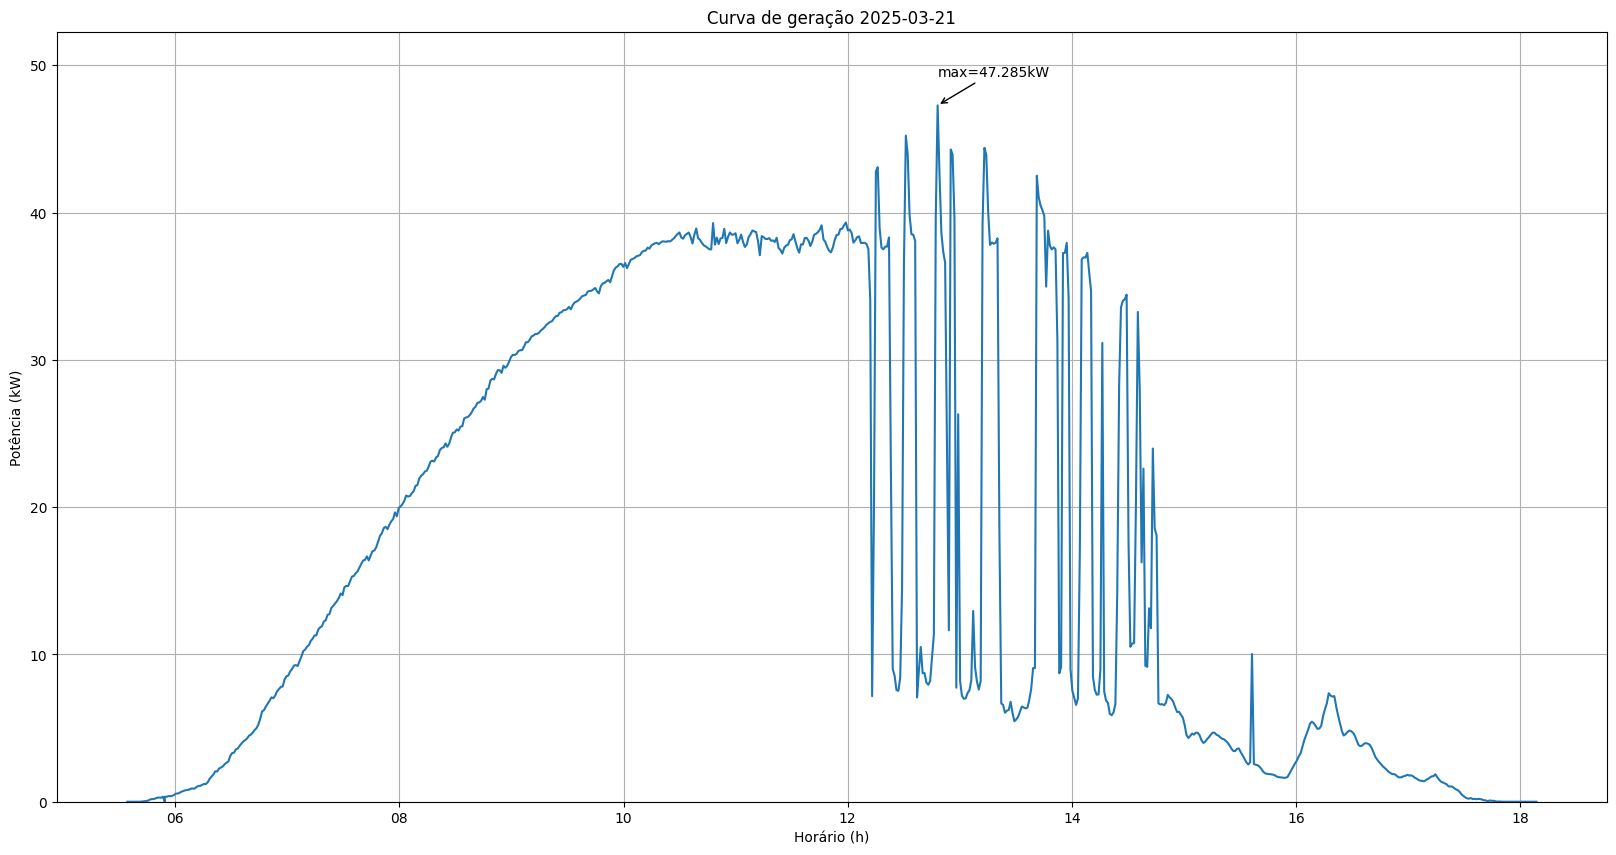 Curva de geração 2025-03-21
50
max=47.285kW
40
30
Potência (kW)
20
10
0
06 08 10 12 14 16 18
Horário (h)